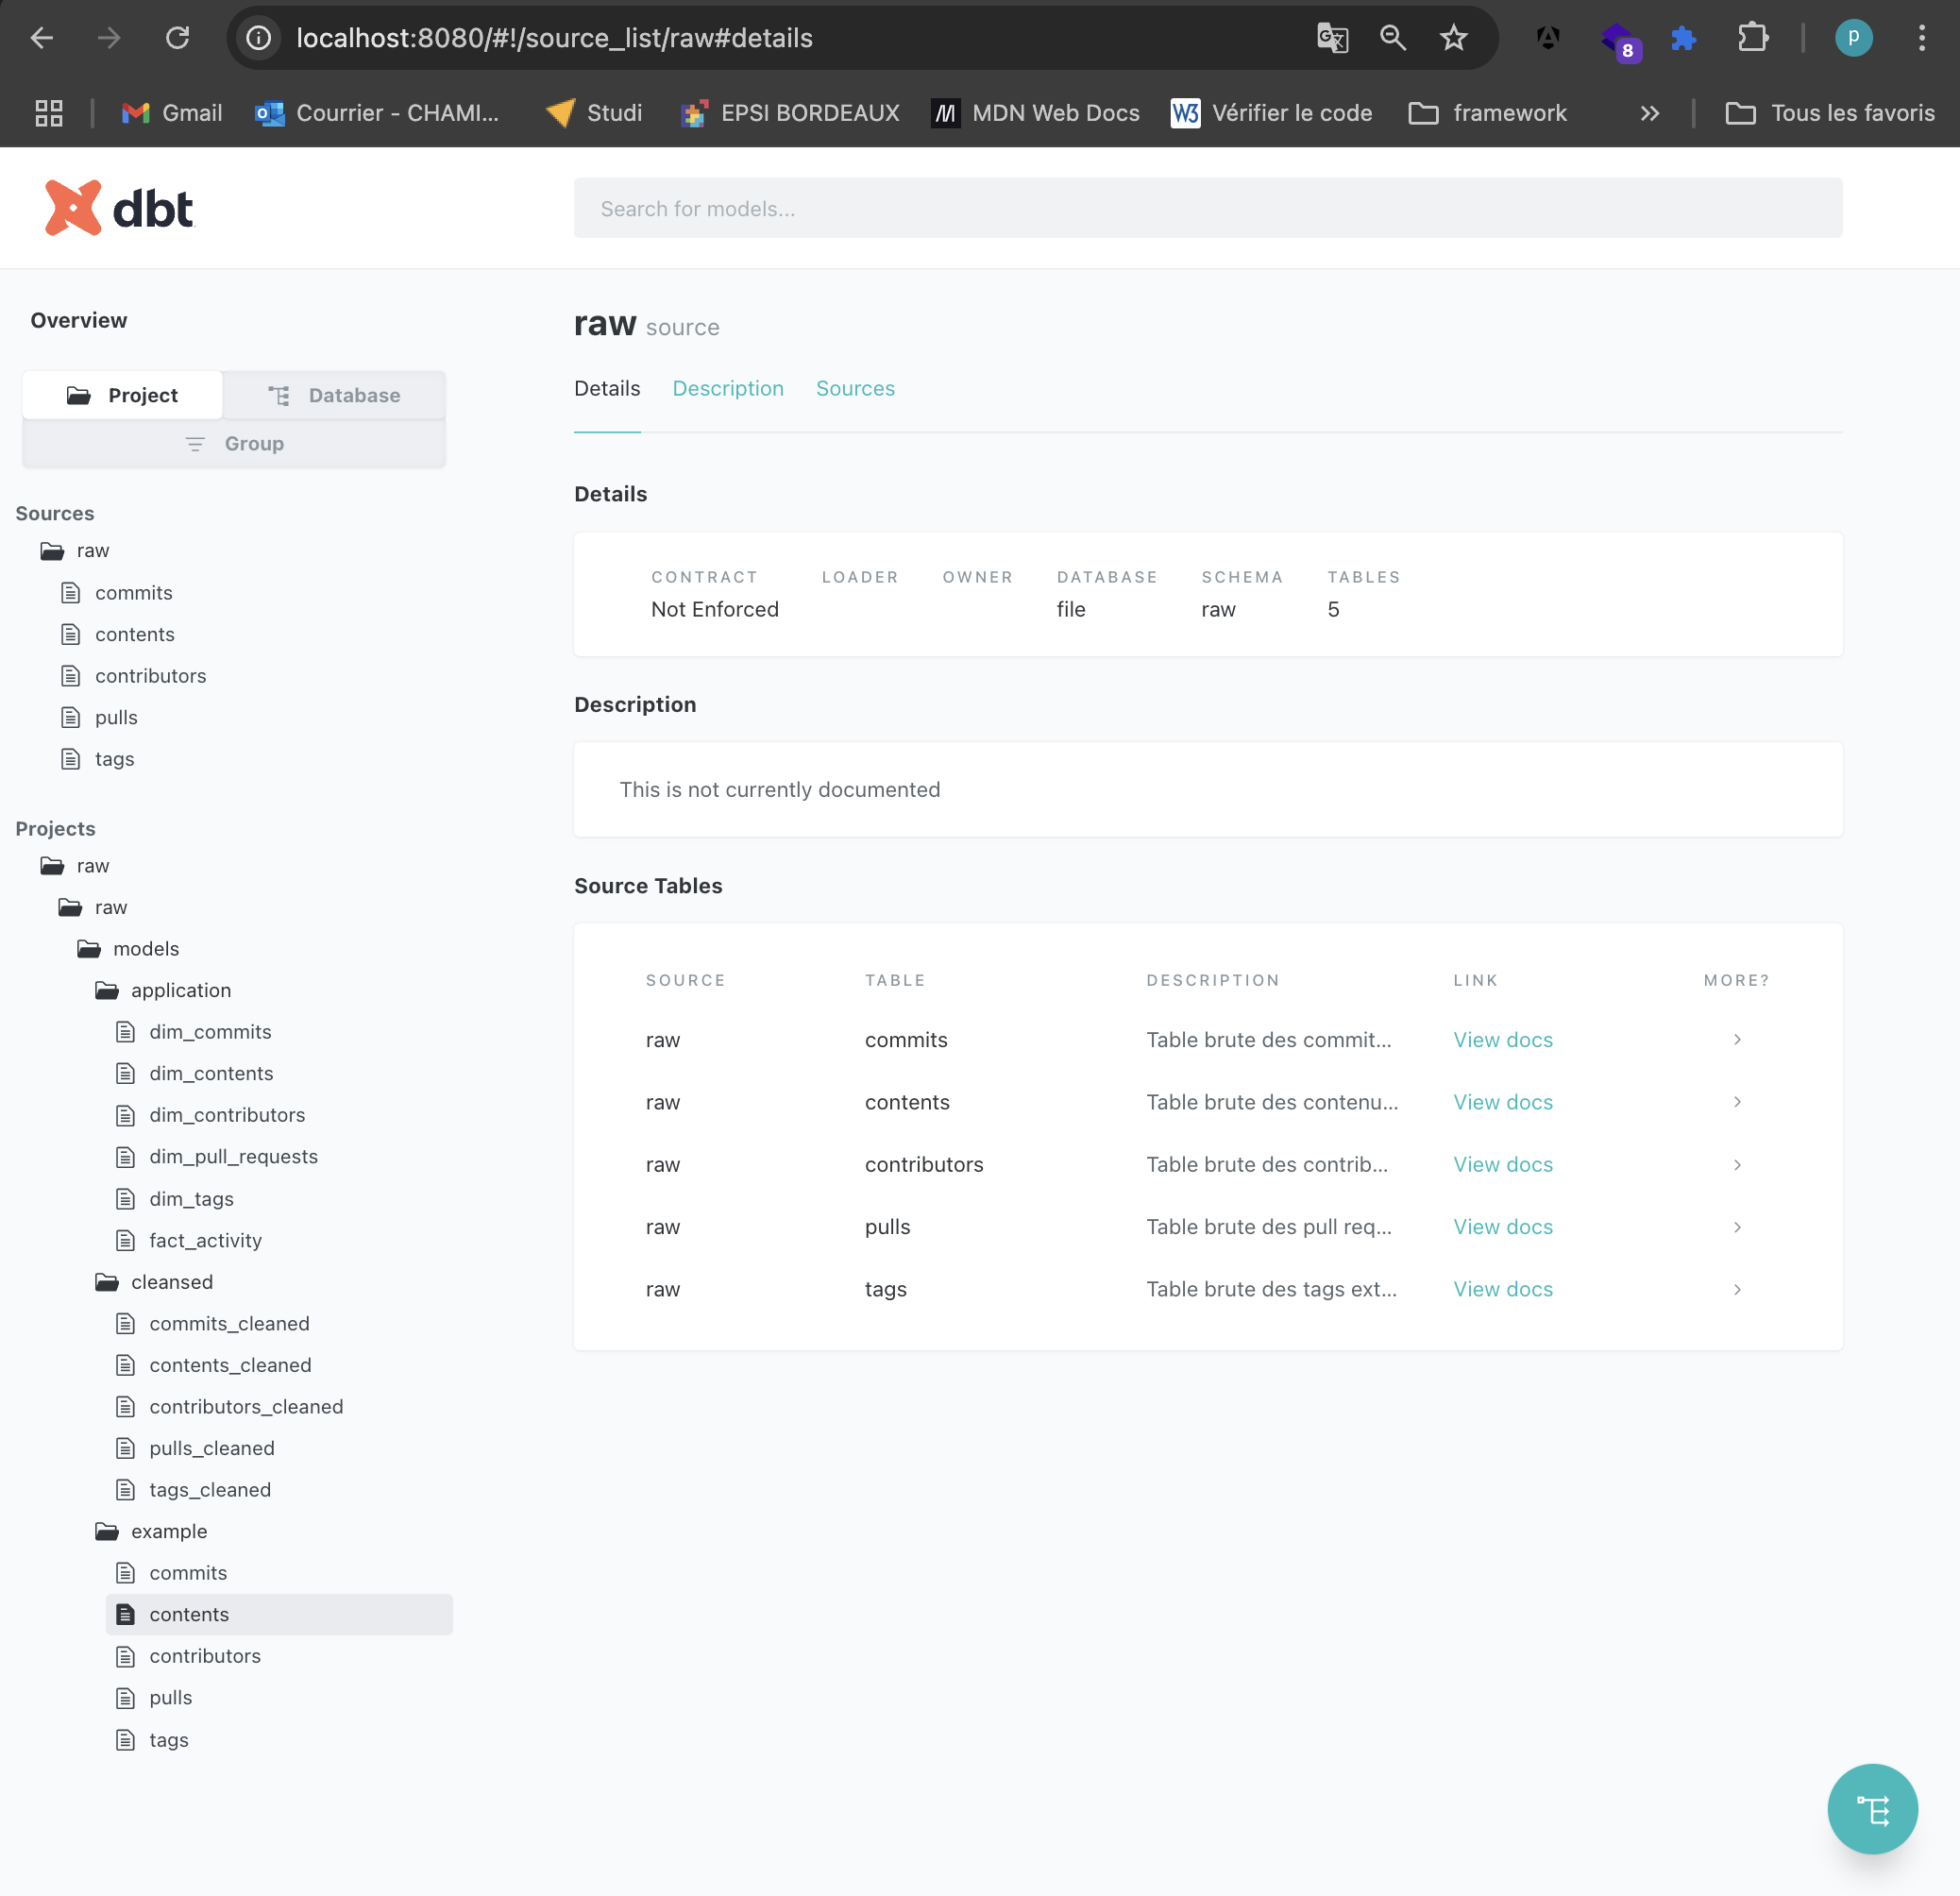 localhost:8080/#!/source_list/raw#details
8
p
Gmail
Courrier - CHAMI...
Studi
EPSI BORDEAUX
MDN Web Docs
W3 Vérifier le code
framework
Tous les favoris
dbt
Search for models...
Overview
Project
Database
Group
Sources
raw
commits
contents
contributors
pulls
tags
Projects
raw
raw
models
application
dim_commits
dim_contents
dim_contributors
dim_pull_requests
dim_tags
fact_activity
cleansed
commits_cleaned
contents_cleaned
contributors_cleaned
pulls_cleaned
tags_cleaned
example
commits
contents
contributors
pulls
tags
raw source
Details Description Sources
Details
CONTRACT LOADER OWNER DATABASE SCHEMA TABLES
Not Enforced file raw 5
Description
This is not currently documented
Source Tables
SOURCE TABLE DESCRIPTION LINK MORE?
raw commits Table brute des commit... View docs
raw contents Table brute des contenu... View docs
raw contributors Table brute des contrib... View docs
raw pulls Table brute des pull req... View docs
raw tags Table brute des tags ext... View docs